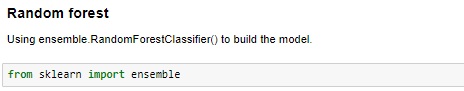 Random forest
Using ensemble.RandomForestClassifier() to build the model.
from sklearn import ensemble